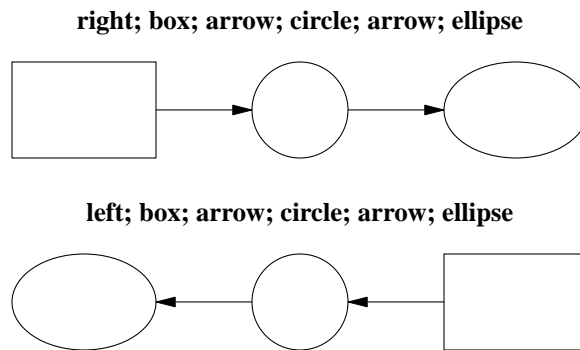 right; box; arrow; circle; arrow; ellipse
left; box; arrow; circle; arrow; ellipse